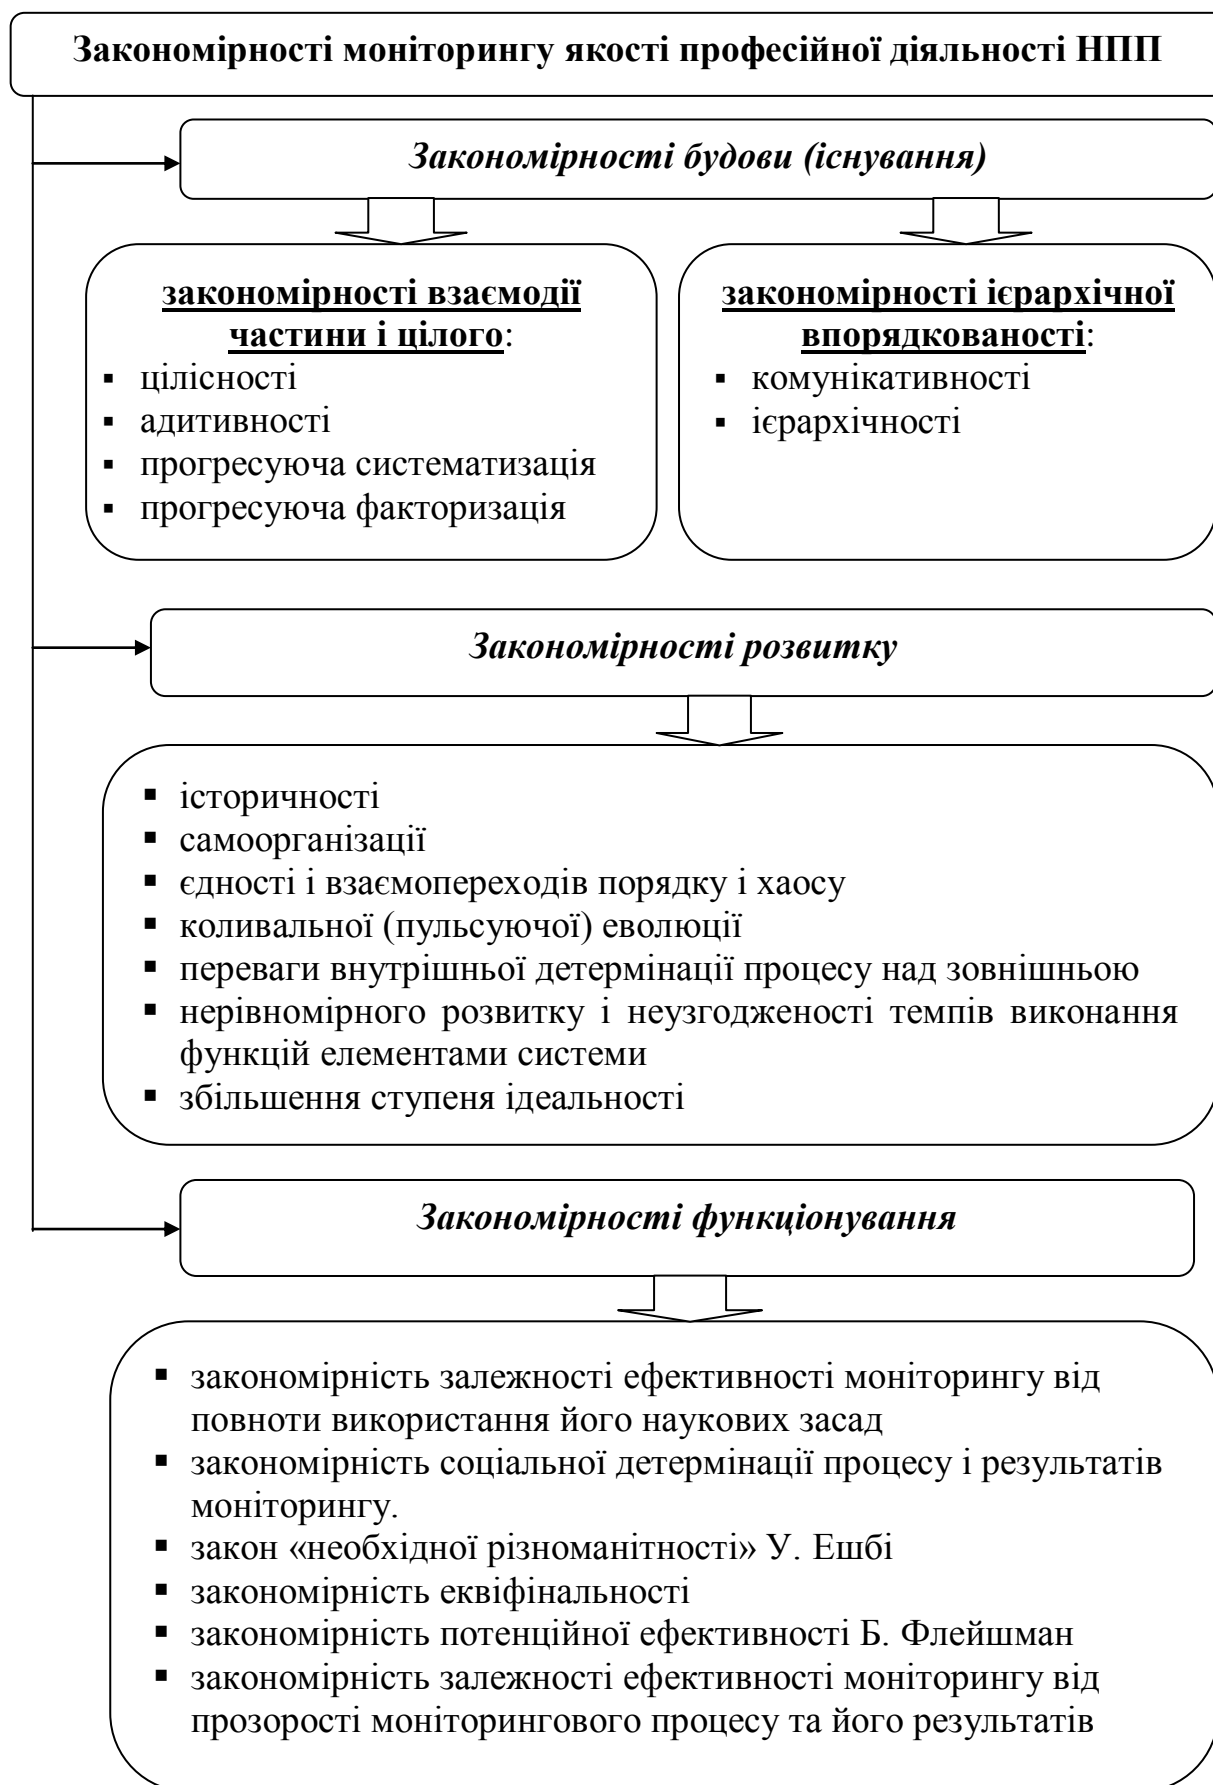 Закономірності моніторингу якості професійної діяльності НПП
Закономірності будови (існування)
закономірності взаємодії
частини і цілого:
▪ цілісності
▪ адитивності
▪ прогресуюча систематизація
▪ прогресуюча факторизація
закономірності ієрархічної
впорядкованості:
▪ комунікативності
▪ ієрархічності
Закономірності розвитку
▪ історичності
▪ самоорганізації
▪ єдності і взаємопереходів порядку і хаосу
▪ коливальної (пульсуючої) еволюції
▪ переваги внутрішньої детермінації процесу над зовнішньою
▪ нерівномірного розвитку і неузгодженості темпів виконання
функцій елементами системи
▪ збільшення ступеня ідеальності
Закономірності функціонування
▪ закономірність залежності ефективності моніторингу від
повноти використання його наукових засад
▪ закономірність соціальної детермінації процесу і результатів
моніторингу.
▪ закон «необхідної різноманітності» У. Ешбі
▪ закономірність еквіфінальності
▪ закономірність потенційної ефективності Б. Флейшман
▪ закономірність залежності ефективності моніторингу від
прозорості моніторингового процесу та його результатів